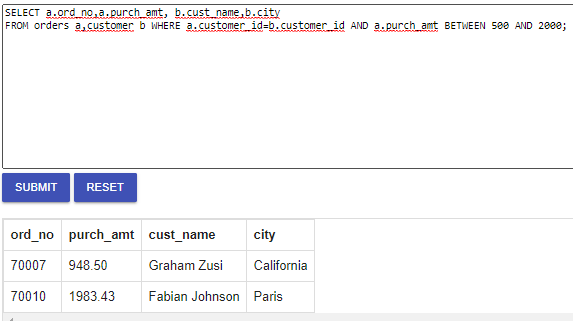 SELECT a.ord_no,a.purch_amt, b.cust_name,b.city
FROM orders a,customer b WHERE a.customer_id=b.customer_id AND a.purch_amt BETWEEN 500 AND 2000;
SUBMIT RESET
ord_no purch_amt cust_name city
70007 948.50 Graham Zusi California
70010 1983.43 Fabian Johnson Paris